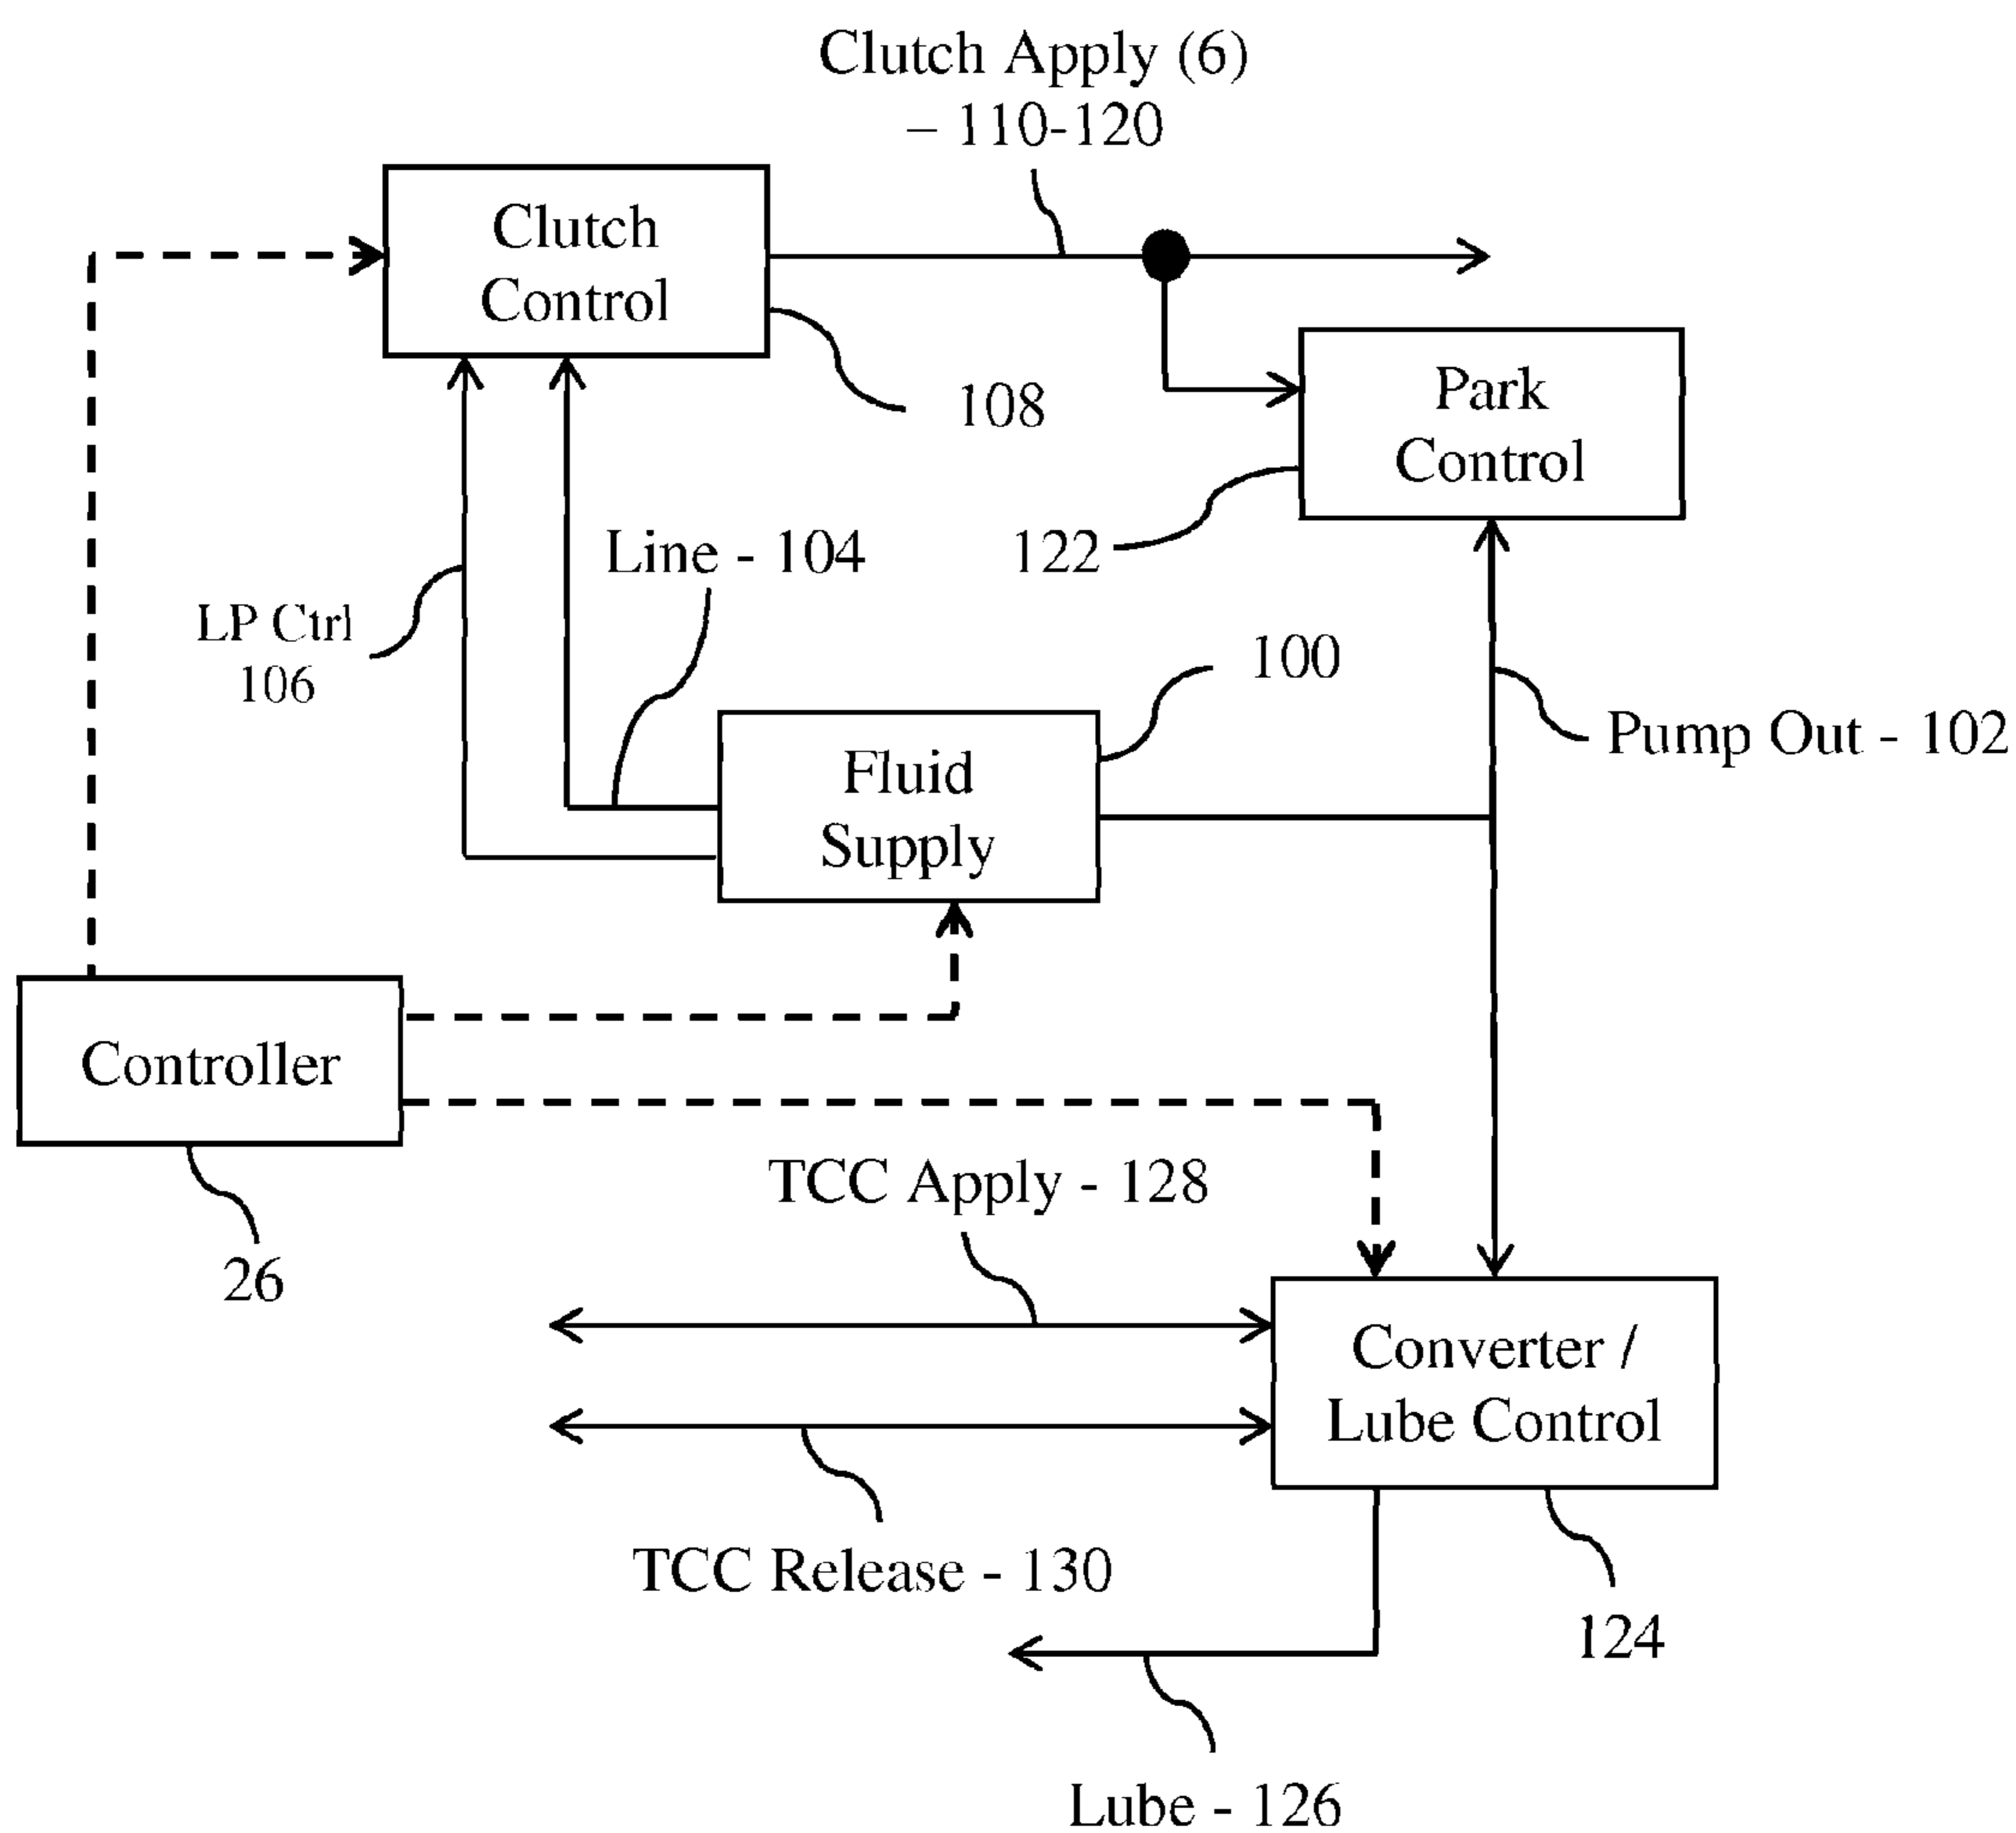 Clutch Apply (6)
– 110-120
Clutch
Control
108
Park
Control
122
Line - 104
LP Ctrl
106
100
Fluid
Supply
Pump Out - 102
Controller
26
TCC Apply - 128
Converter /
Lube Control
TCC Release - 130
124
Lube - 126